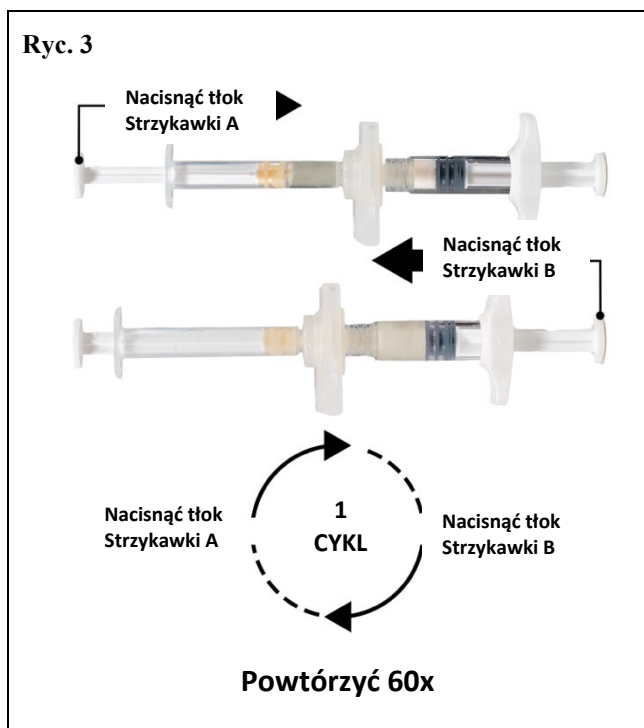 Ryc. 3
Nacisnąć tłok
Strzykawki A
Nacisnąć tłok
Strzykawki B
Nacisnąć tłok
Strzykawki A
1
CYKL
Nacisnąć tłok
Strzykawki B
Powtórzyć 60x